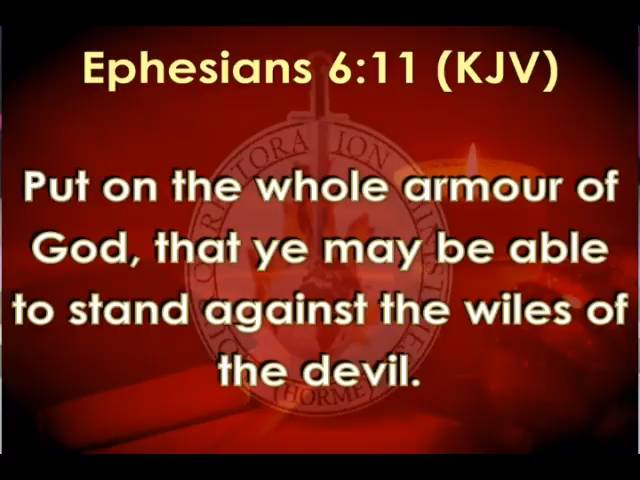 Ephesians 6:11 (KJV)
Put on the whole armour of
God, that ye may be able
to stand against the wiles of
the devil.
(HORME)